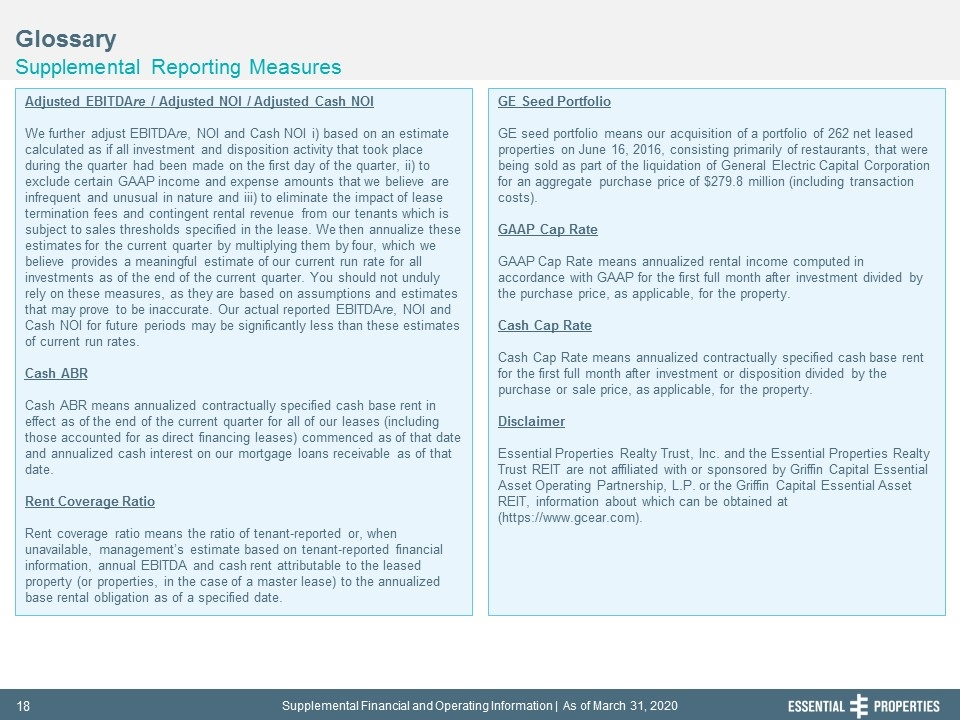 Glossary
Supplemental Reporting Measures
Adjusted EBITDAre / Adjusted NOI / Adjusted Cash NOI
We further adjust EBITDAre, NOI and Cash NOI i) based on an estimate
calculated as if all investment and disposition activity that took place
during the quarter had been made on the first day of the quarter, ii) to
exclude certain GAAP income and expense amounts that we believe are
infrequent and unusual in nature and iii) to eliminate the impact of lease
termination fees and contingent rental revenue from our tenants which is
subject to sales thresholds specified in the lease. We then annualize these
estimates for the current quarter by multiplying them by four, which we
believe provides a meaningful estimate of our current run rate for all
investments as of the end of the current quarter. You should not unduly
rely on these measures, as they are based on assumptions and estimates
that may prove to be inaccurate. Our actual reported EBITDAre, NOI and
Cash NOI for future periods may be significantly less than these estimates
of current run rates.
Cash ABR
Cash ABR means annualized contractually specified cash base rent in
effect as of the end of the current quarter for all of our leases (including
those accounted for as direct financing leases) commenced as of that date
and annualized cash interest on our mortgage loans receivable as of that
date.
Rent Coverage Ratio
Rent coverage ratio means the ratio of tenant-reported or, when
unavailable, management’s estimate based on tenant-reported financial
information, annual EBITDA and cash rent attributable to the leased
property (or properties, in the case of a master lease) to the annualized
base rental obligation as of a specified date.
GE Seed Portfolio
GE seed portfolio means our acquisition of a portfolio of 262 net leased
properties on June 16, 2016, consisting primarily of restaurants, that were
being sold as part of the liquidation of General Electric Capital Corporation
for an aggregate purchase price of $279.8 million (including transaction
costs).
GAAP Cap Rate
GAAP Cap Rate means annualized rental income computed in
accordance with GAAP for the first full month after investment divided by
the purchase price, as applicable, for the property.
Cash Cap Rate
Cash Cap Rate means annualized contractually specified cash base rent
for the first full month after investment or disposition divided by the
purchase or sale price, as applicable, for the property.
Disclaimer
Essential Properties Realty Trust, Inc. and the Essential Properties Realty
Trust REIT are not affiliated with or sponsored by Griffin Capital Essential
Asset Operating Partnership, L.P. or the Griffin Capital Essential Asset
REIT, information about which can be obtained at
(https://www.gcear.com).
18
Supplemental Financial and Operating Information | As of March 31, 2020
ESSENTIAL PROPERTIES